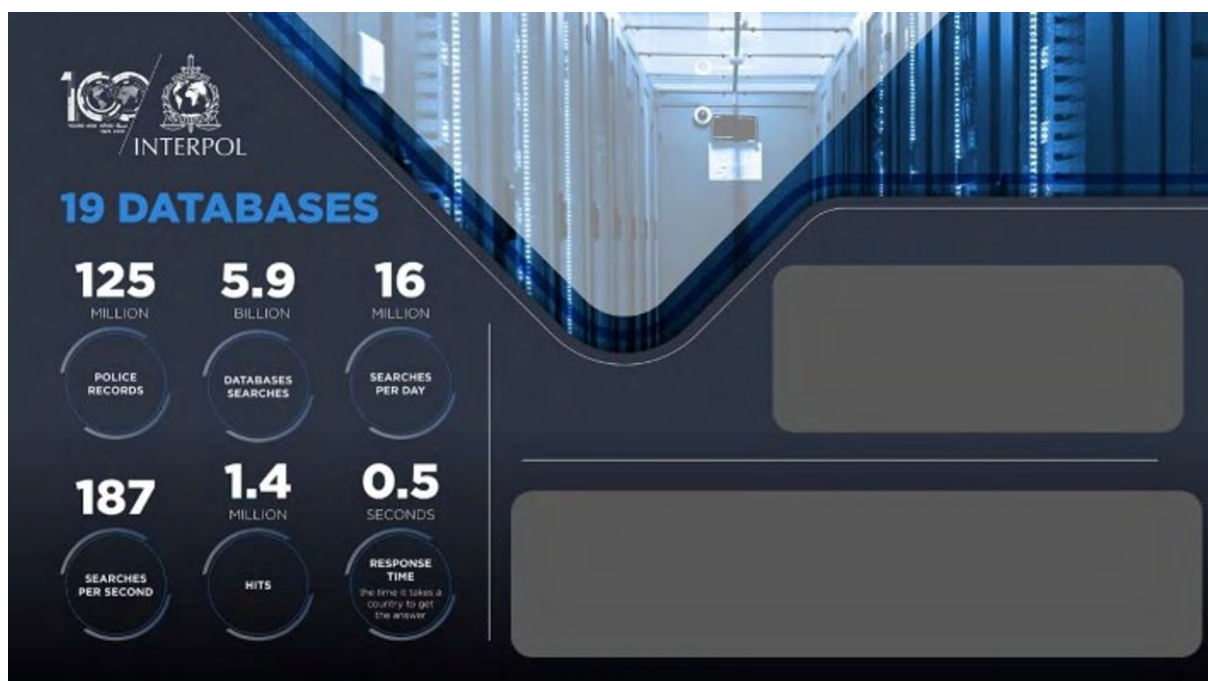 100
INTERPOL
19 DATABASES
125
MILLION
POLICE
RECORDS
5.9
BILLION
DATABASES
SEARCHES
16
MILLION
SEARCHES
PER DAY
187
SEARCHES
PER SECOND
1.4
MILLION
HITS
0.5
SECONDS
RESPONSE
TIME
the time it takes a
country to get
the answer